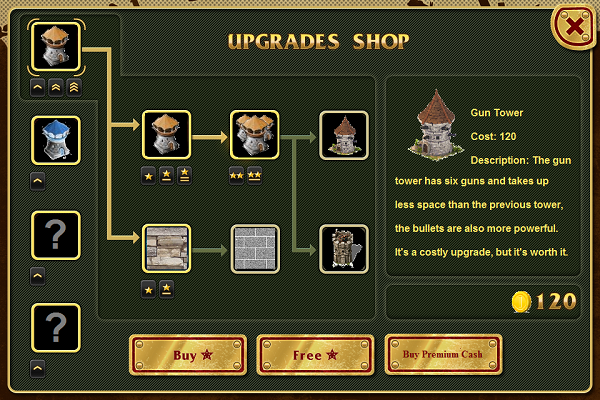 UPGRADES SHOP
Gun Tower
Cost: 120
Description: The gun
tower has six guns and takes up
less space than the previous tower,
the bullets are also more powerful.
It's a costly upgrade, but it's worth it.
?
?
120
Buy
Free
Buy Premium Cash